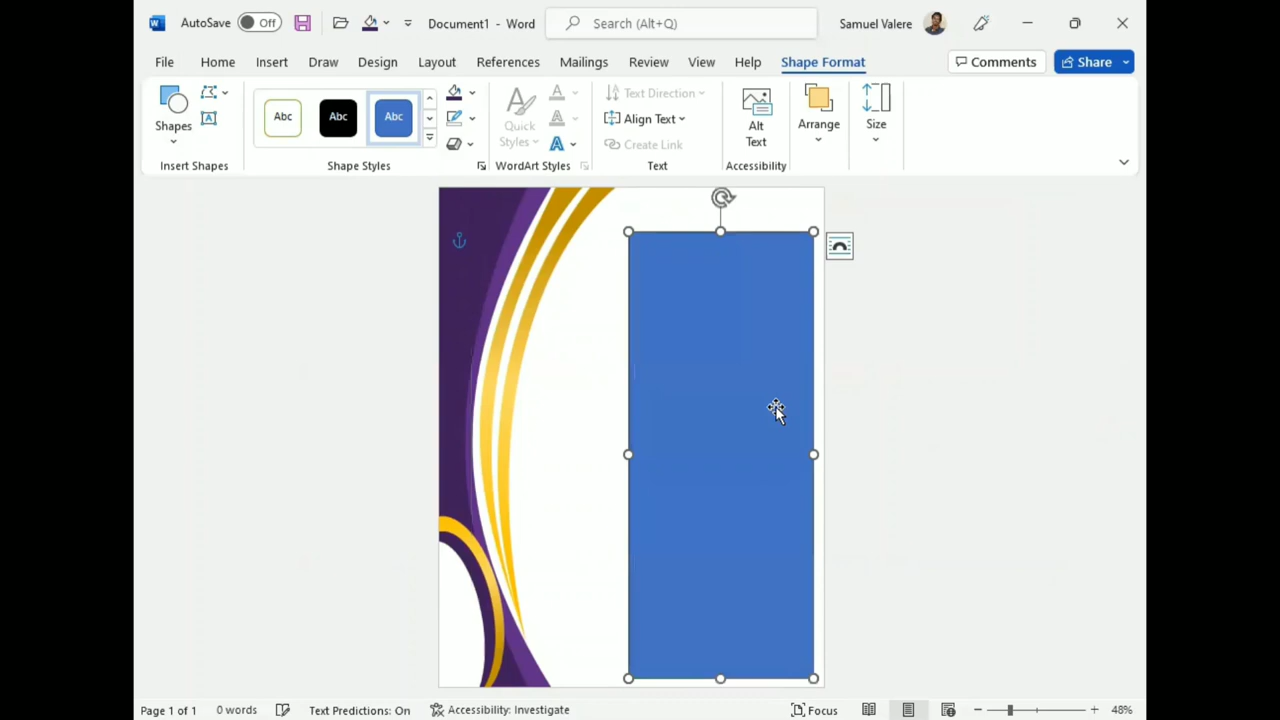 AutoSave Off Document1 - Word Search (Alt+Q) Samuel Valere
File Home Insert Draw Design Layout References Mailings Review View Help Shape Format Comments Share
Shapes
Insert Shapes
Abc Abc Abc
Shape Styles
Quick
Styles
WordArt Styles
Text Direction
Align Text
Create Link
Text
Alt
Text
Accessibility
Arrange
Size
Page 1 of 1 0 words Text Predictions: On Accessibility: Investigate Focus 48%